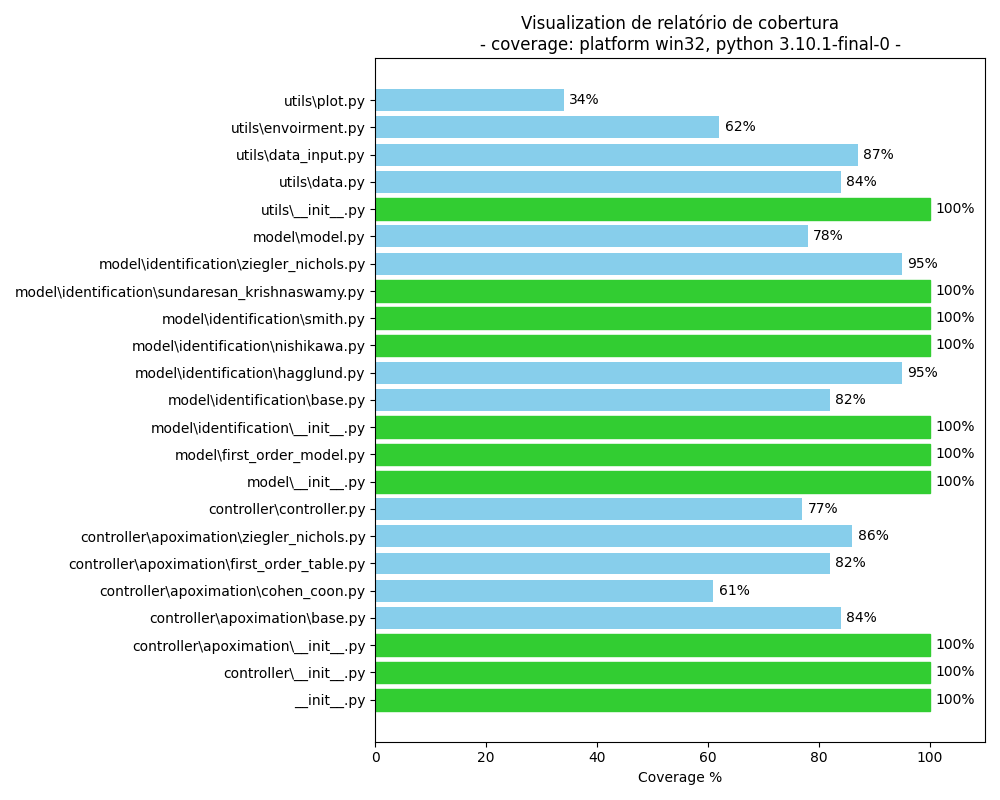 Visualization de relatório de cobertura
- coverage: platform win32, python 3.10.1-final-0 -
utils\plot.py 34%
utils\envoirment.py 62%
utils\data_input.py 87%
utils\data.py 84%
utils\__init__.py 100%
model\model.py 78%
model\identification\ziegler_nichols.py 95%
model\identification\sundaresan_krishnaswamy.py 100%
model\identification\smith.py 100%
model\identification\nishikawa.py 100%
model\identification\hagglund.py 95%
model\identification\base.py 82%
model\identification\__init__.py 100%
model\first_order_model.py 100%
model\__init__.py 100%
controller\controller.py 77%
controller\apoximation\ziegler_nichols.py 86%
controller\apoximation\first_order_table.py 82%
controller\apoximation\cohen_coon.py 61%
controller\apoximation\base.py 84%
controller\apoximation\__init__.py 100%
controller\__init__.py 100%
__init__.py 100%
0 20 40 60 80 100
Coverage %